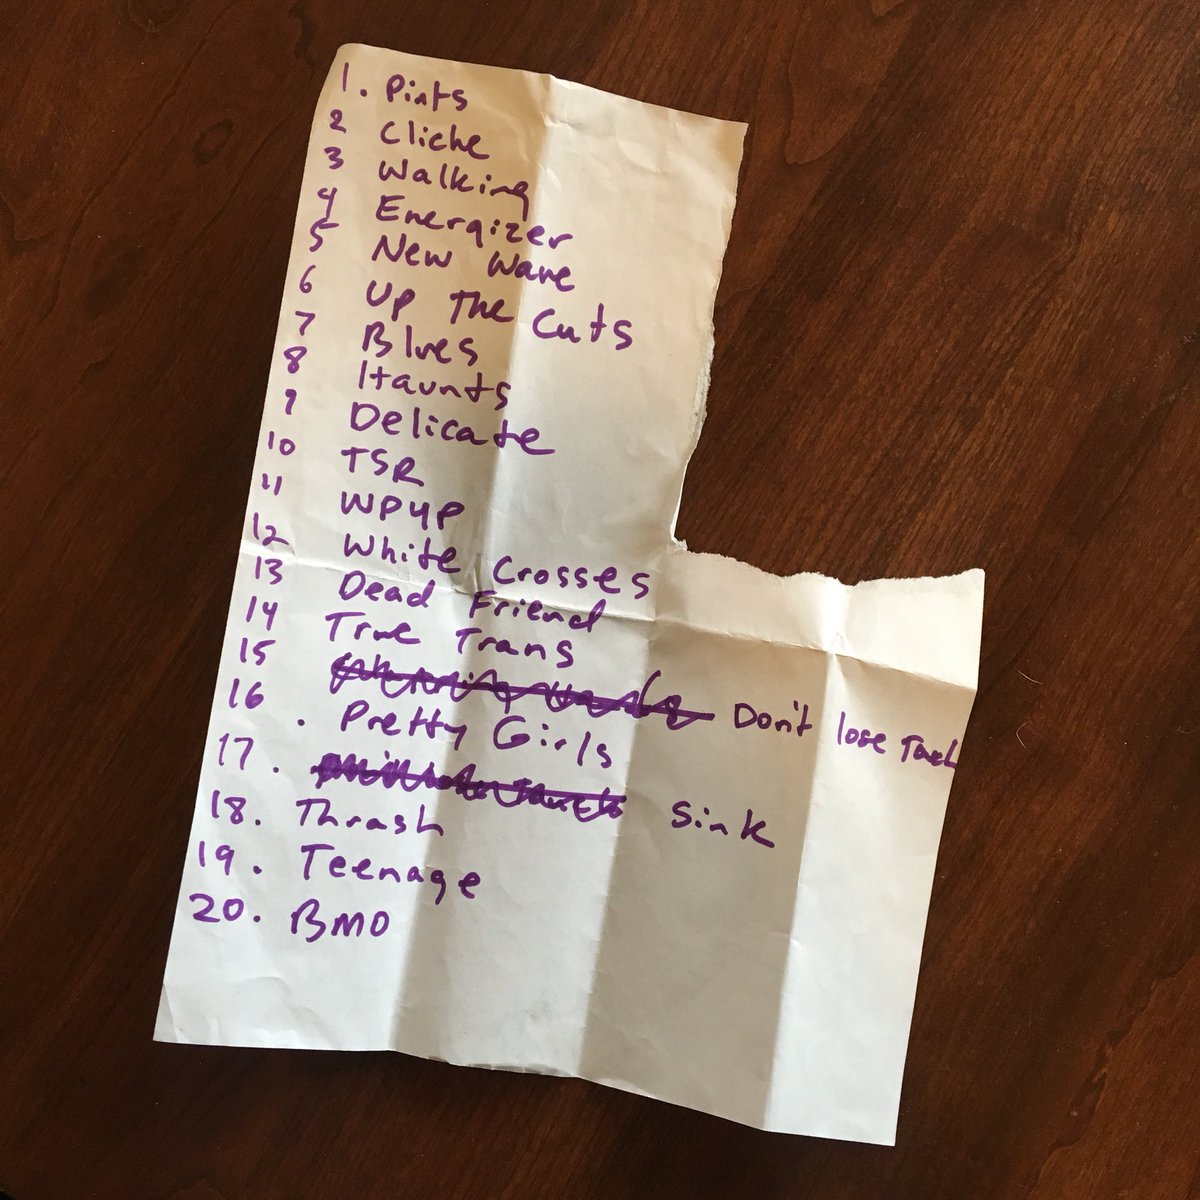 1. Pints
2 Cliche
3 Walking
4 Energizer
5 New Wave
6 Up The Cuts
7 Blues
8 Haunts
9 Delicate
10 TSR
11 WPYP
12 White Crosses
13 Dead Friend
14 True Trans
15 Don't lose Touch
16 . Pretty Girls
17. Sink
18. Thrash
19. Teenage
20. BMO